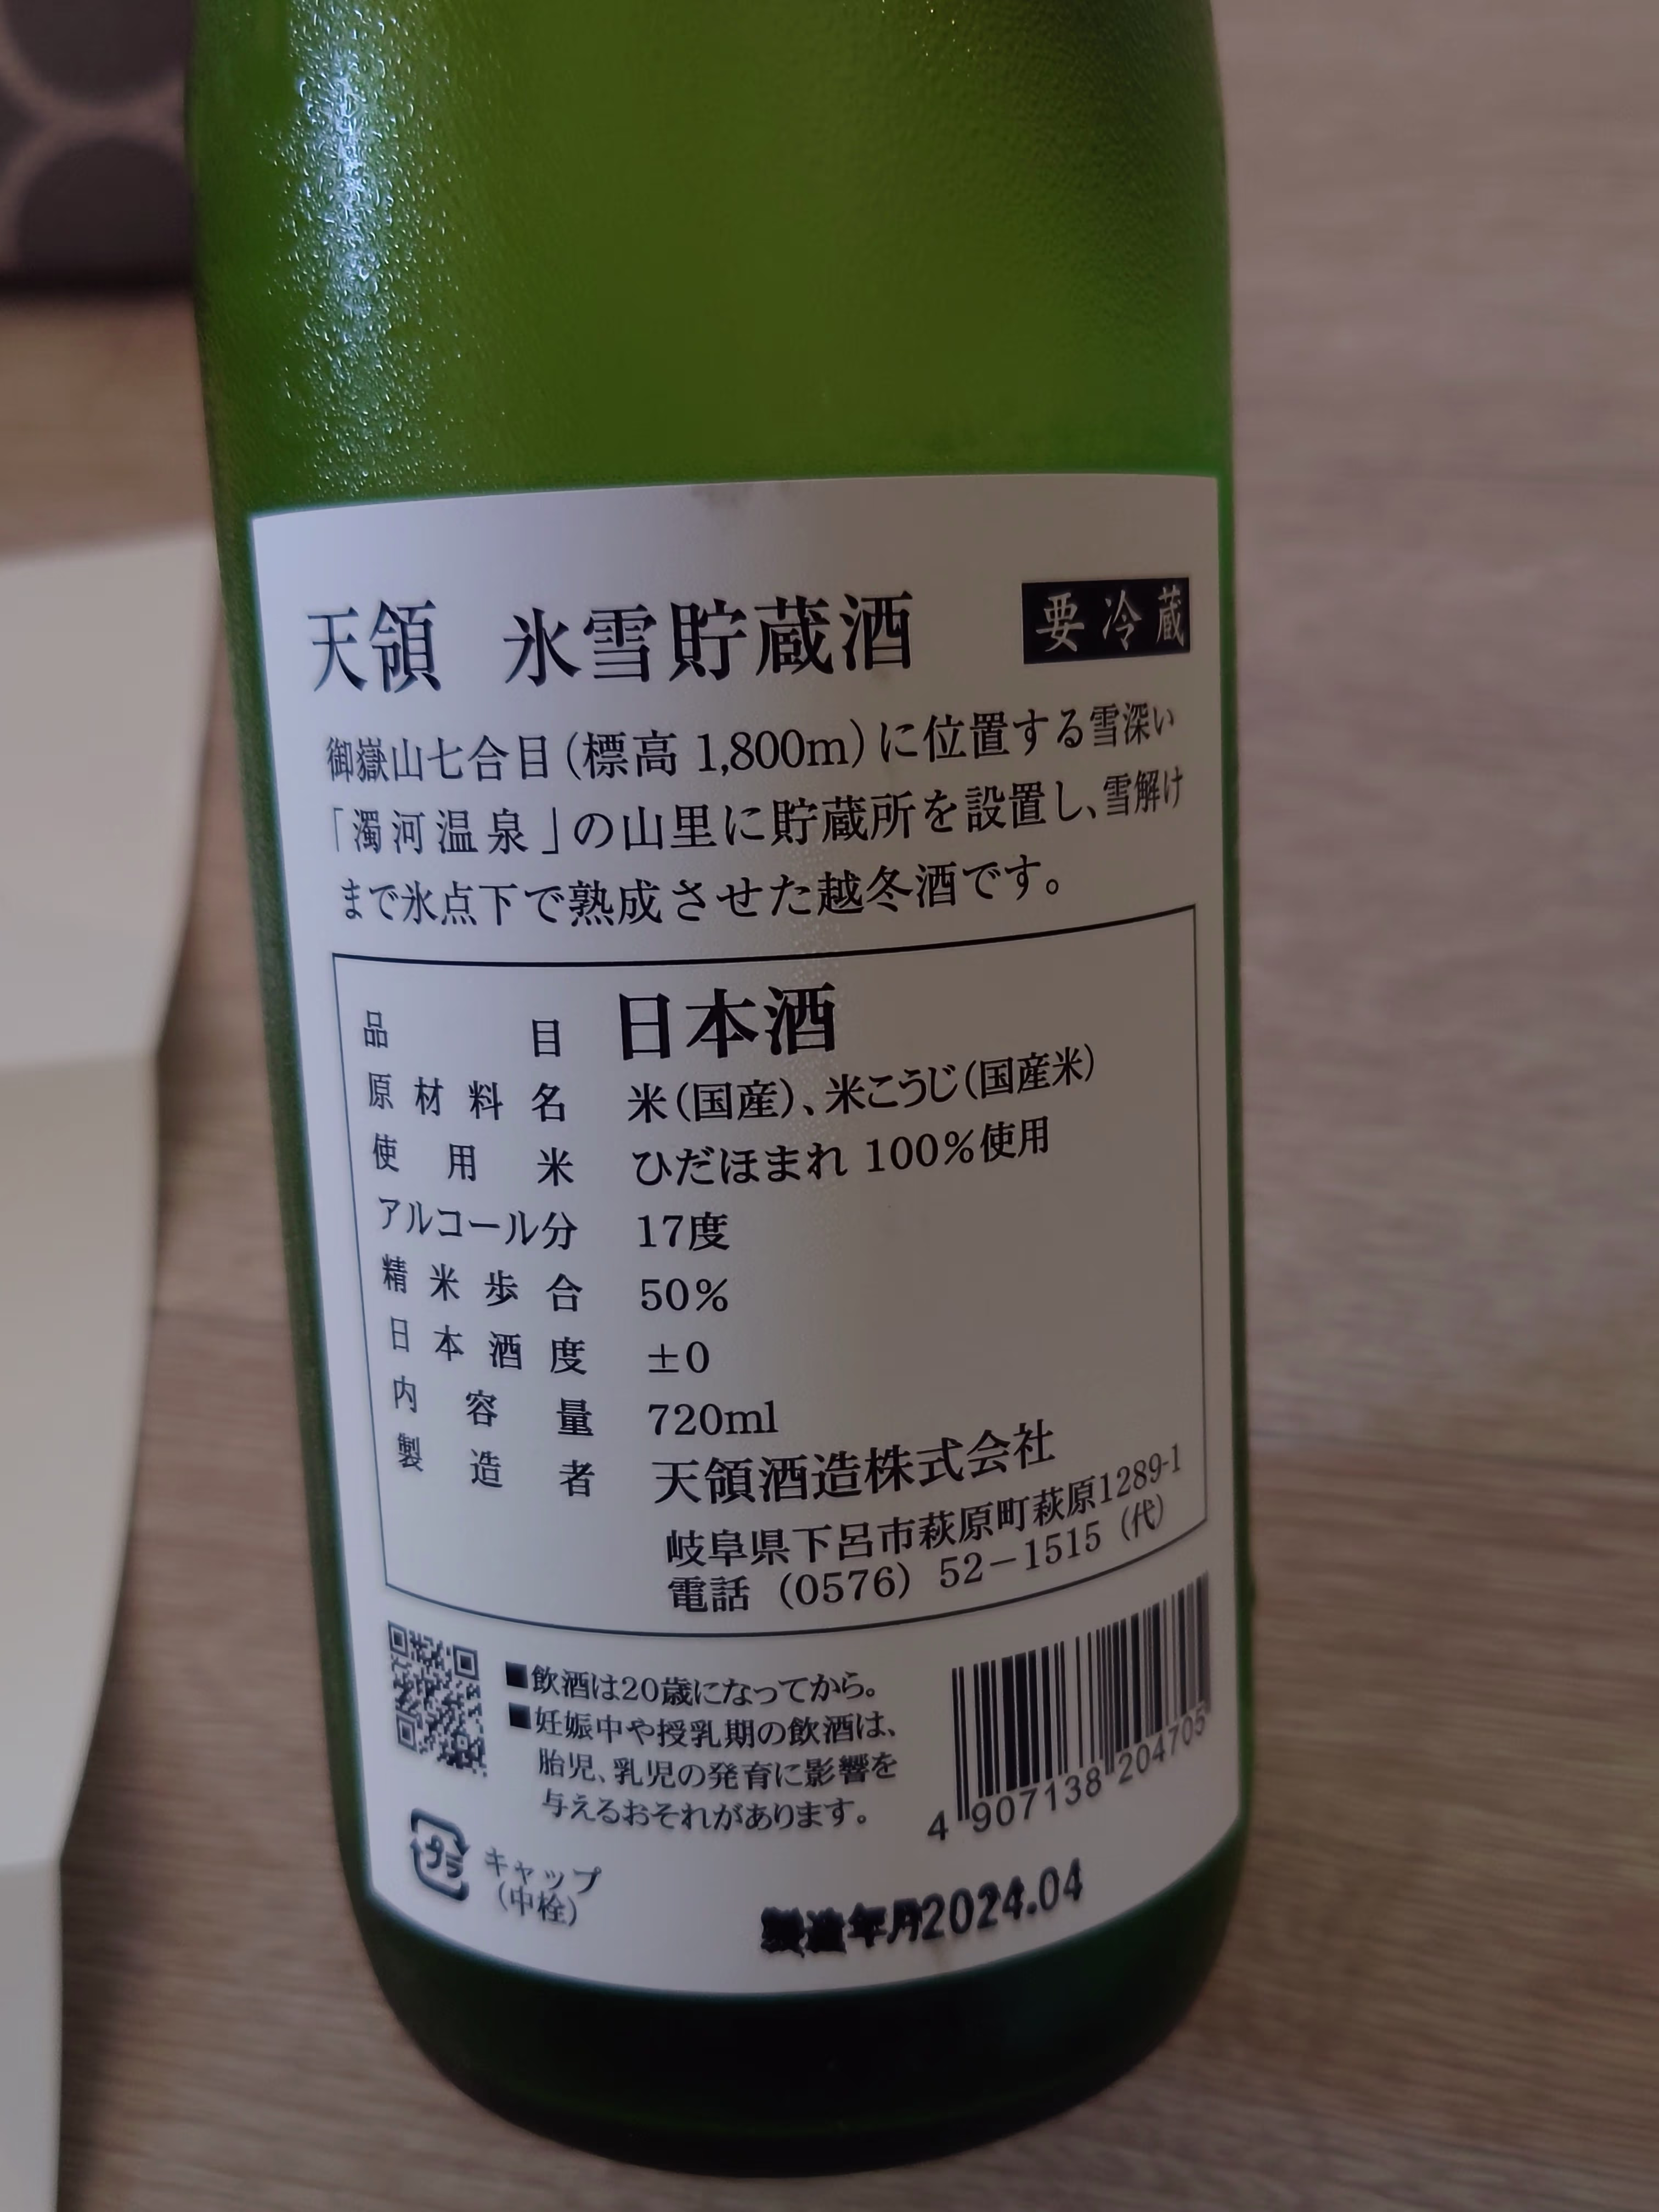 天領 氷雪貯蔵酒 要冷蔵
御嶽山七合目(標高 1,800m)に位置する雪深い
「濁河温泉」の山里に貯蔵所を設置し、雪解け
まで氷点下で熟成させた越冬酒です。
品目 日本酒
原材料名 米(国産)、米こうじ(国産米)
使用米 ひだほまれ 100%使用
アルコール分 17度
精米歩合 50%
日本酒度 ±0
内容量 720ml
製造者 天領酒造株式会社
岐阜県下呂市萩原町萩原1289-1
電話 (0576) 52-1515 (代)
■飲酒は20歳になってから。
■妊娠中や授乳期の飲酒は、
胎児、乳児の発育に影響を
与えるおそれがあります。
4 907138 204705
プラ キャップ
(中栓)
製造年月2024.04